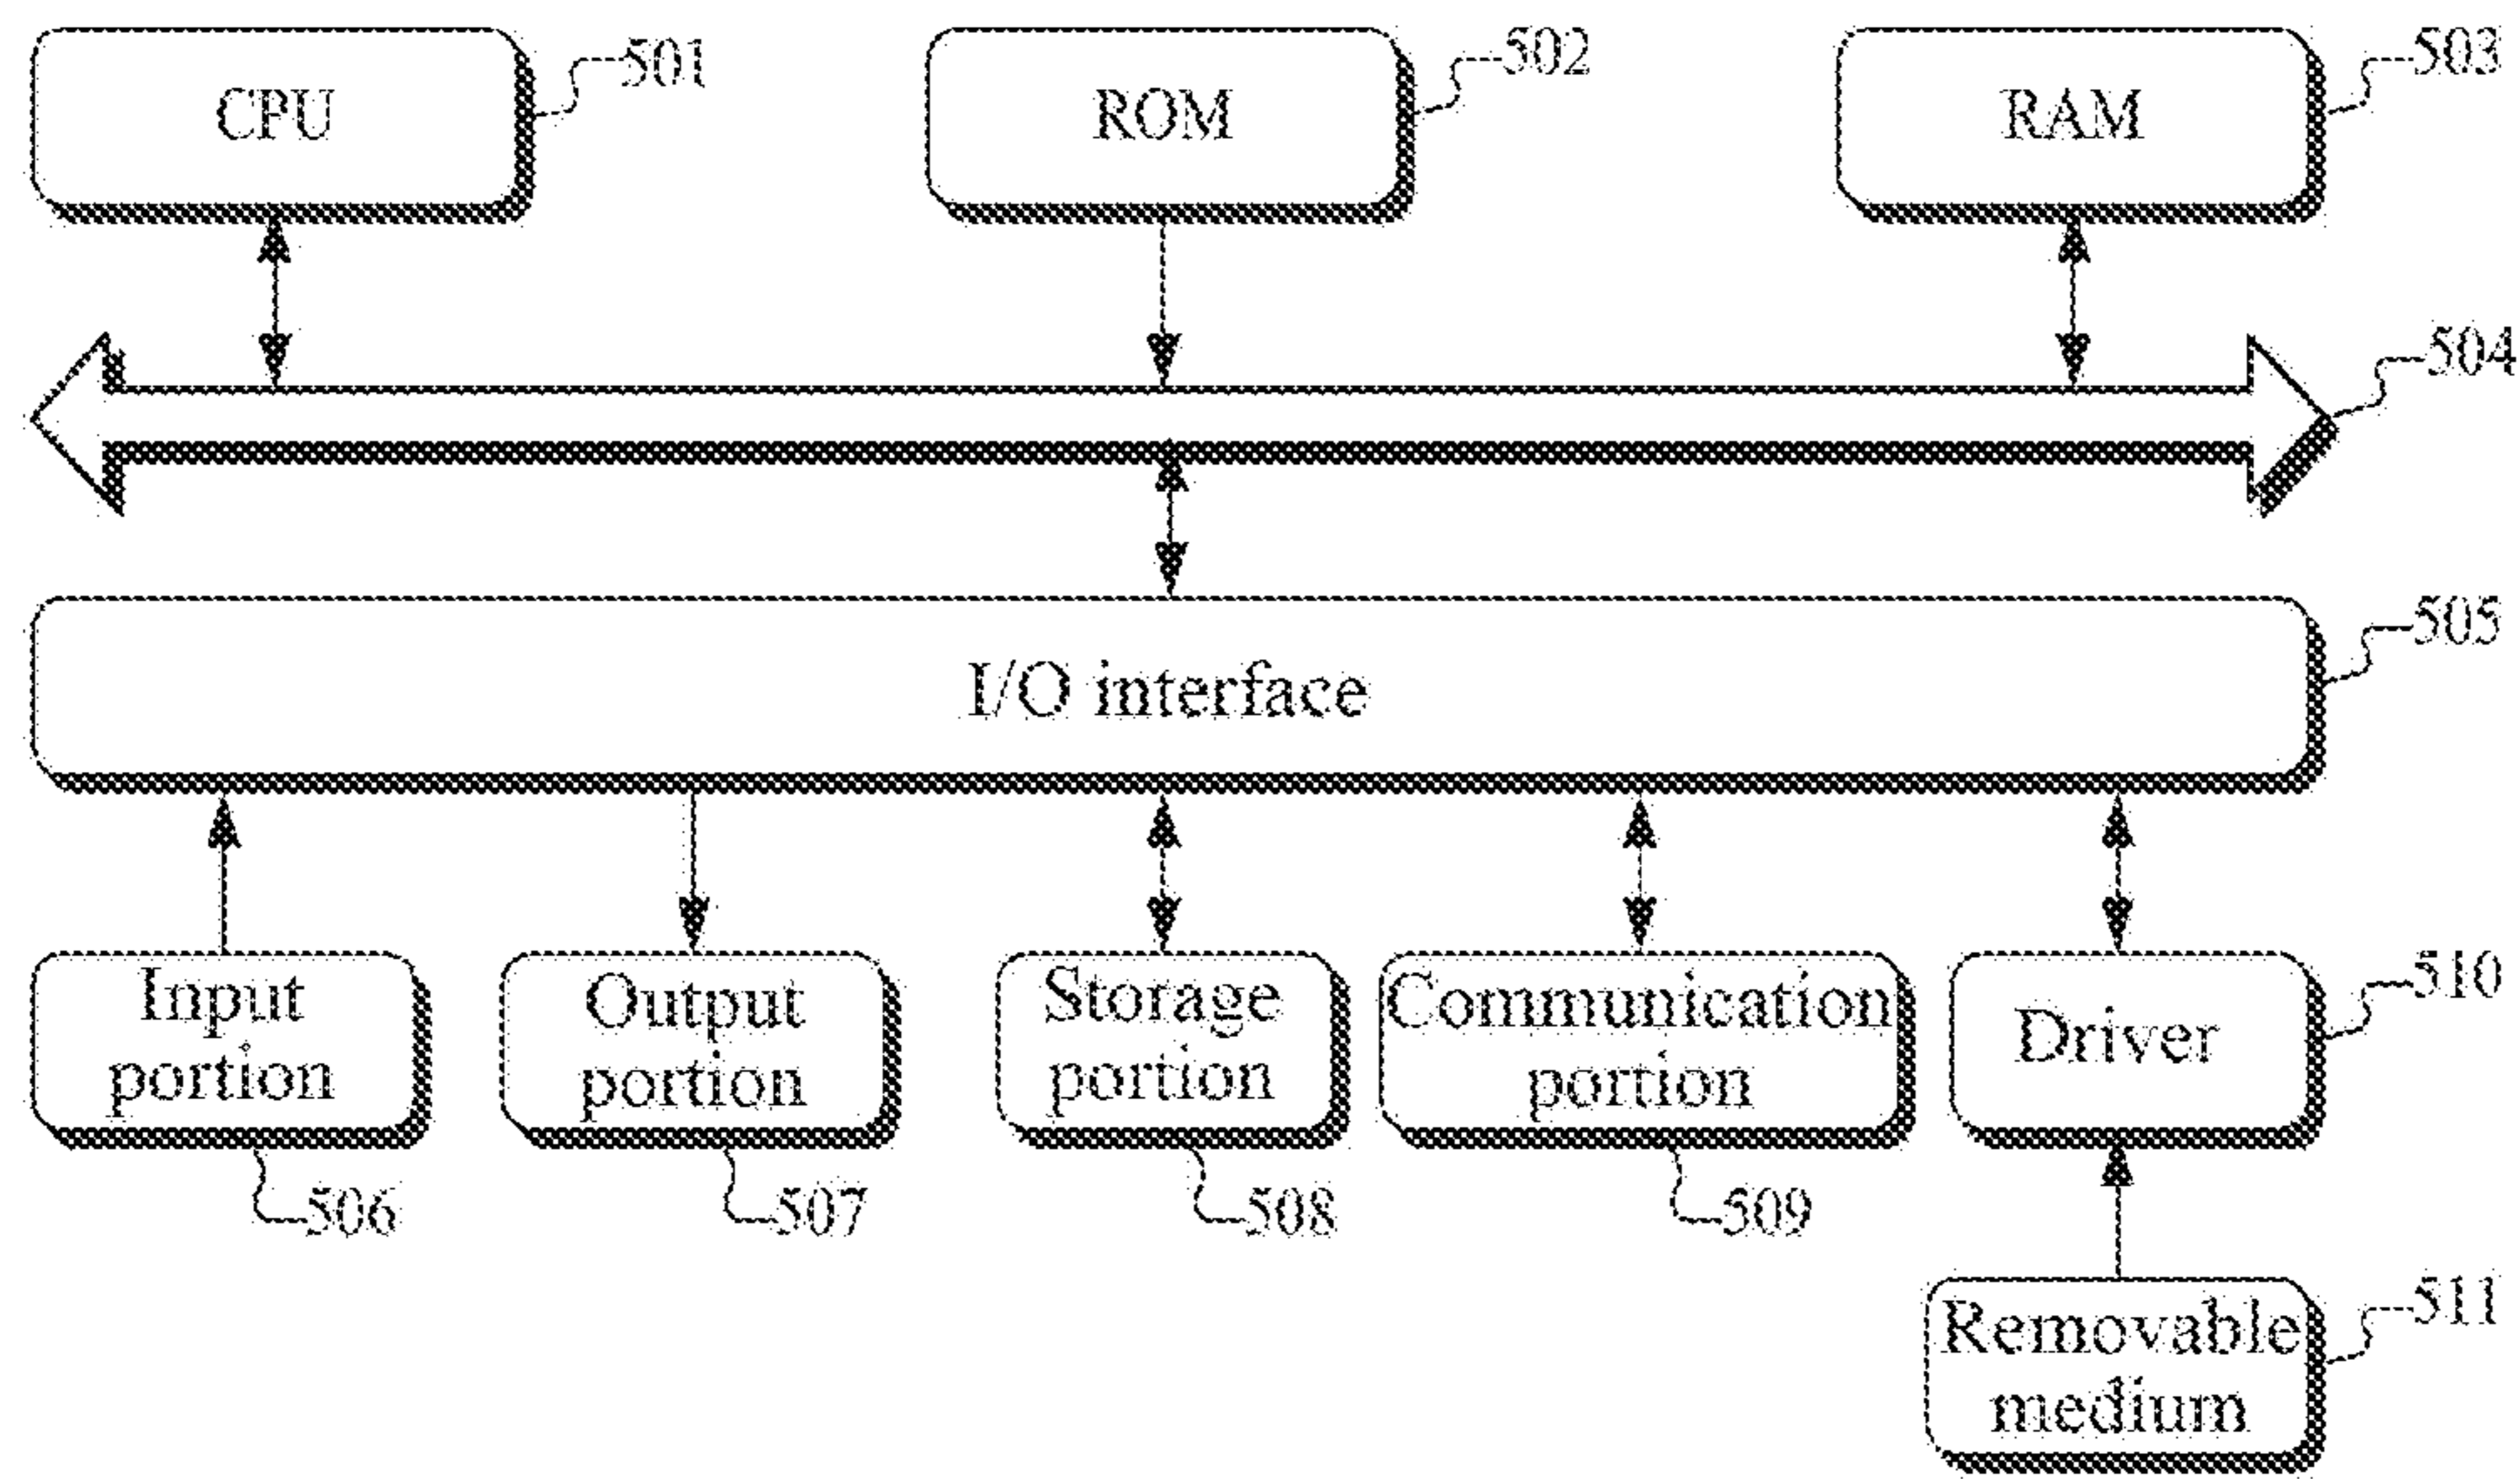 CPU
501
ROM
502
RAM
503
504
I/O interface
505
Input
portion
506
Output
portion
507
Storage
portion
508
Communication
portion
509
Driver
510
Removable
medium
511